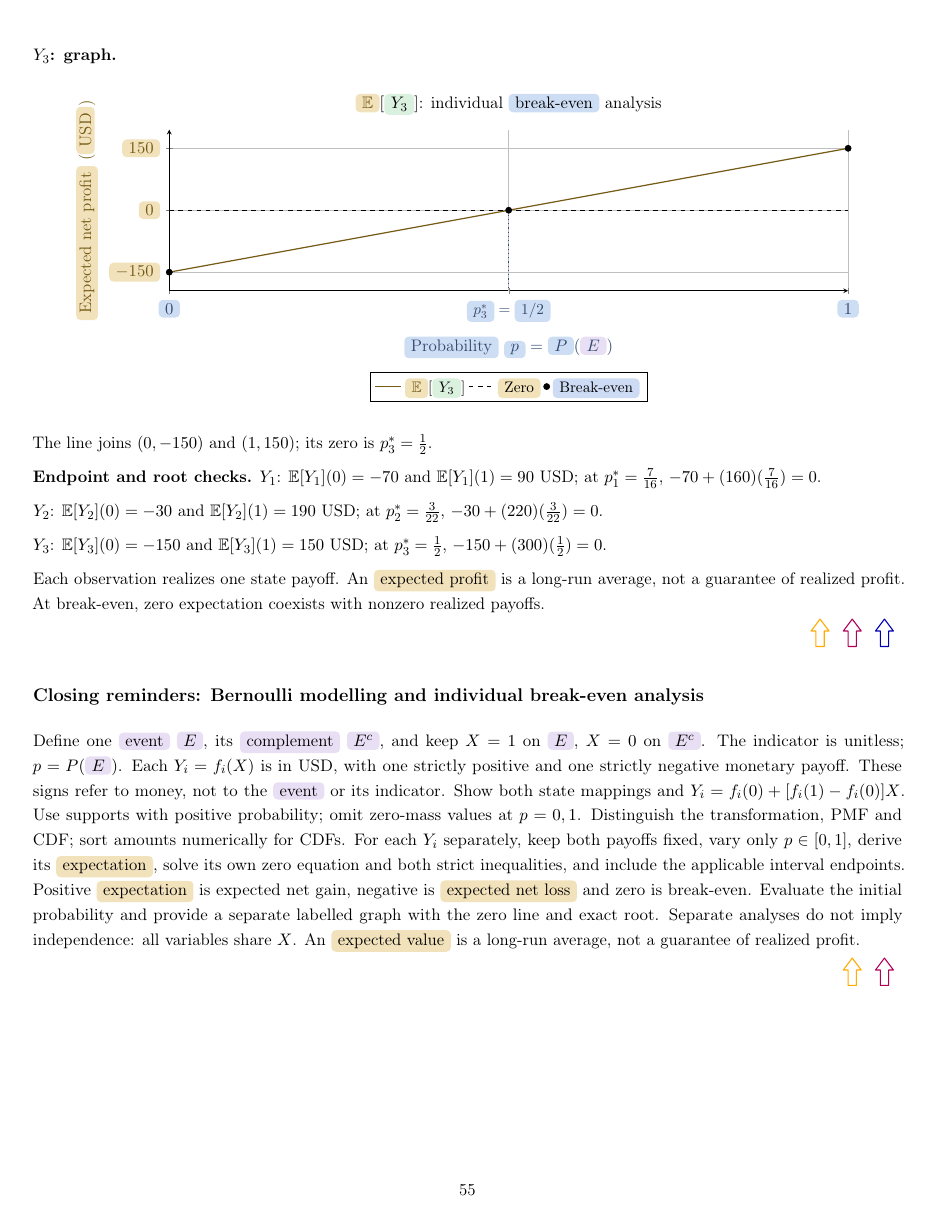 Y₃: graph.
𝔼[Y₃]: individual break-even analysis
Expected net profit (USD)
150
0
−150
0
p₃* = 1/2
1
Probability p = P(E)
𝔼[Y₃] Zero Break-even
The line joins (0, −150) and (1, 150); its zero is p₃* = 1/2.
Endpoint and root checks. Y₁: 𝔼[Y₁](0) = −70 and 𝔼[Y₁](1) = 90 USD; at p₁* = 7/16, −70 + (160)(7/16) = 0.
Y₂: 𝔼[Y₂](0) = −30 and 𝔼[Y₂](1) = 190 USD; at p₂* = 3/22, −30 + (220)(3/22) = 0.
Y₃: 𝔼[Y₃](0) = −150 and 𝔼[Y₃](1) = 150 USD; at p₃* = 1/2, −150 + (300)(1/2) = 0.
Each observation realizes one state payoff. An expected profit is a long-run average, not a guarantee of realized profit.
At break-even, zero expectation coexists with nonzero realized payoffs.
Closing reminders: Bernoulli modelling and individual break-even analysis
Define one event E, its complement Eᶜ, and keep X = 1 on E, X = 0 on Eᶜ. The indicator is unitless;
p = P(E). Each Yᵢ = fᵢ(X) is in USD, with one strictly positive and one strictly negative monetary payoff. These
signs refer to money, not to the event or its indicator. Show both state mappings and Yᵢ = fᵢ(0) + [fᵢ(1) − fᵢ(0)]X.
Use supports with positive probability; omit zero-mass values at p = 0, 1. Distinguish the transformation, PMF and
CDF; sort amounts numerically for CDFs. For each Yᵢ separately, keep both payoffs fixed, vary only p ∈ [0, 1], derive
its expectation, solve its own zero equation and both strict inequalities, and include the applicable interval endpoints.
Positive expectation is expected net gain, negative is expected net loss and zero is break-even. Evaluate the initial
probability and provide a separate labelled graph with the zero line and exact root. Separate analyses do not imply
independence: all variables share X. An expected value is a long-run average, not a guarantee of realized profit.
55